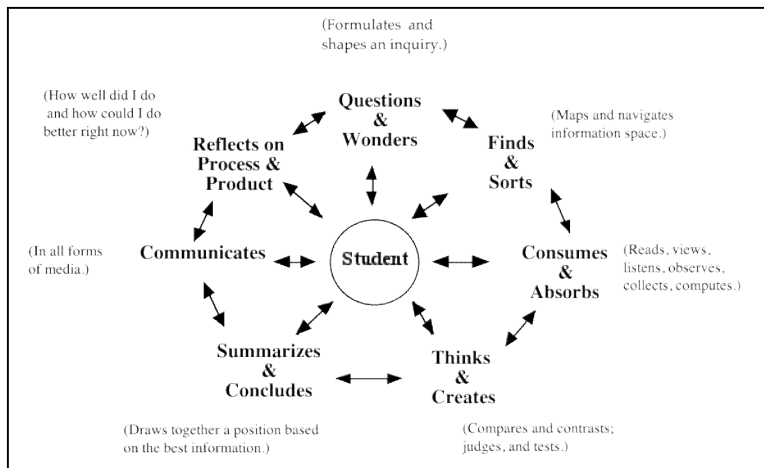 (Formulates and
shapes an inquiry.)
Questions
&
Wonders
(How well did I do
and how could I do
better right now?)
Reflects on
Process &
Product
(Maps and navigates
information space.)
Finds
&
Sorts
(In all forms
of media.)
Communicates
Student
Consumes
&
Absorbs
(Reads, views,
listens, observes,
collects, computes.)
Summarizes
&
Concludes
Thinks
&
Creates
(Draws together a position based
on the best information.)
(Compares and contrasts;
judges, and tests.)